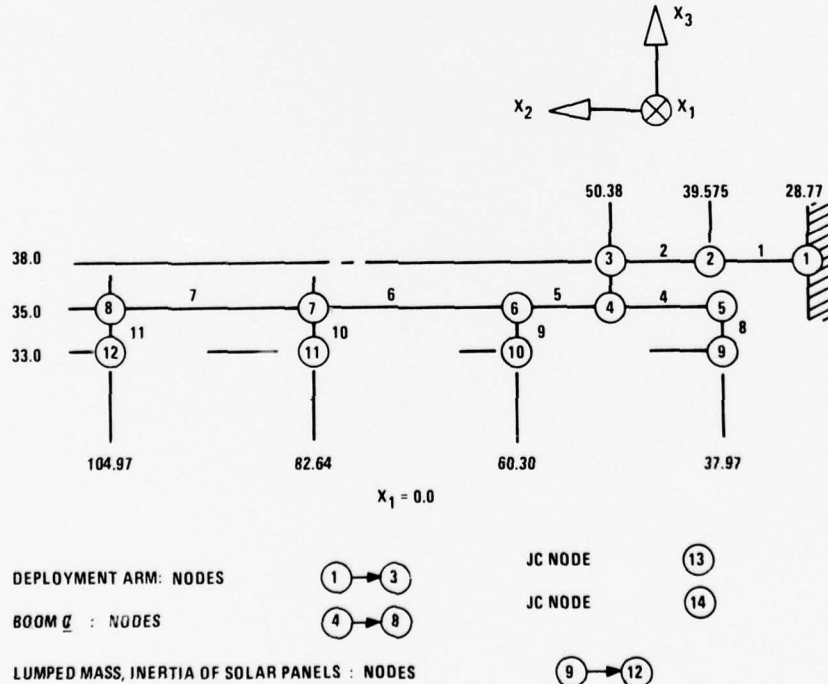 X3
X2 X1
50.38 39.575 28.77
38.0 3 2 2 1 1
35.0 8 7 7 6 6 5 4 4 5
11 10 9 8
33.0 12 11 10 9
104.97 82.64 60.30 37.97
X1 = 0.0
DEPLOYMENT ARM: NODES 1 3 JC NODE 13
BOOM ℄ : NODES 4 8 JC NODE 14
LUMPED MASS, INERTIA OF SOLAR PANELS : NODES 9 12